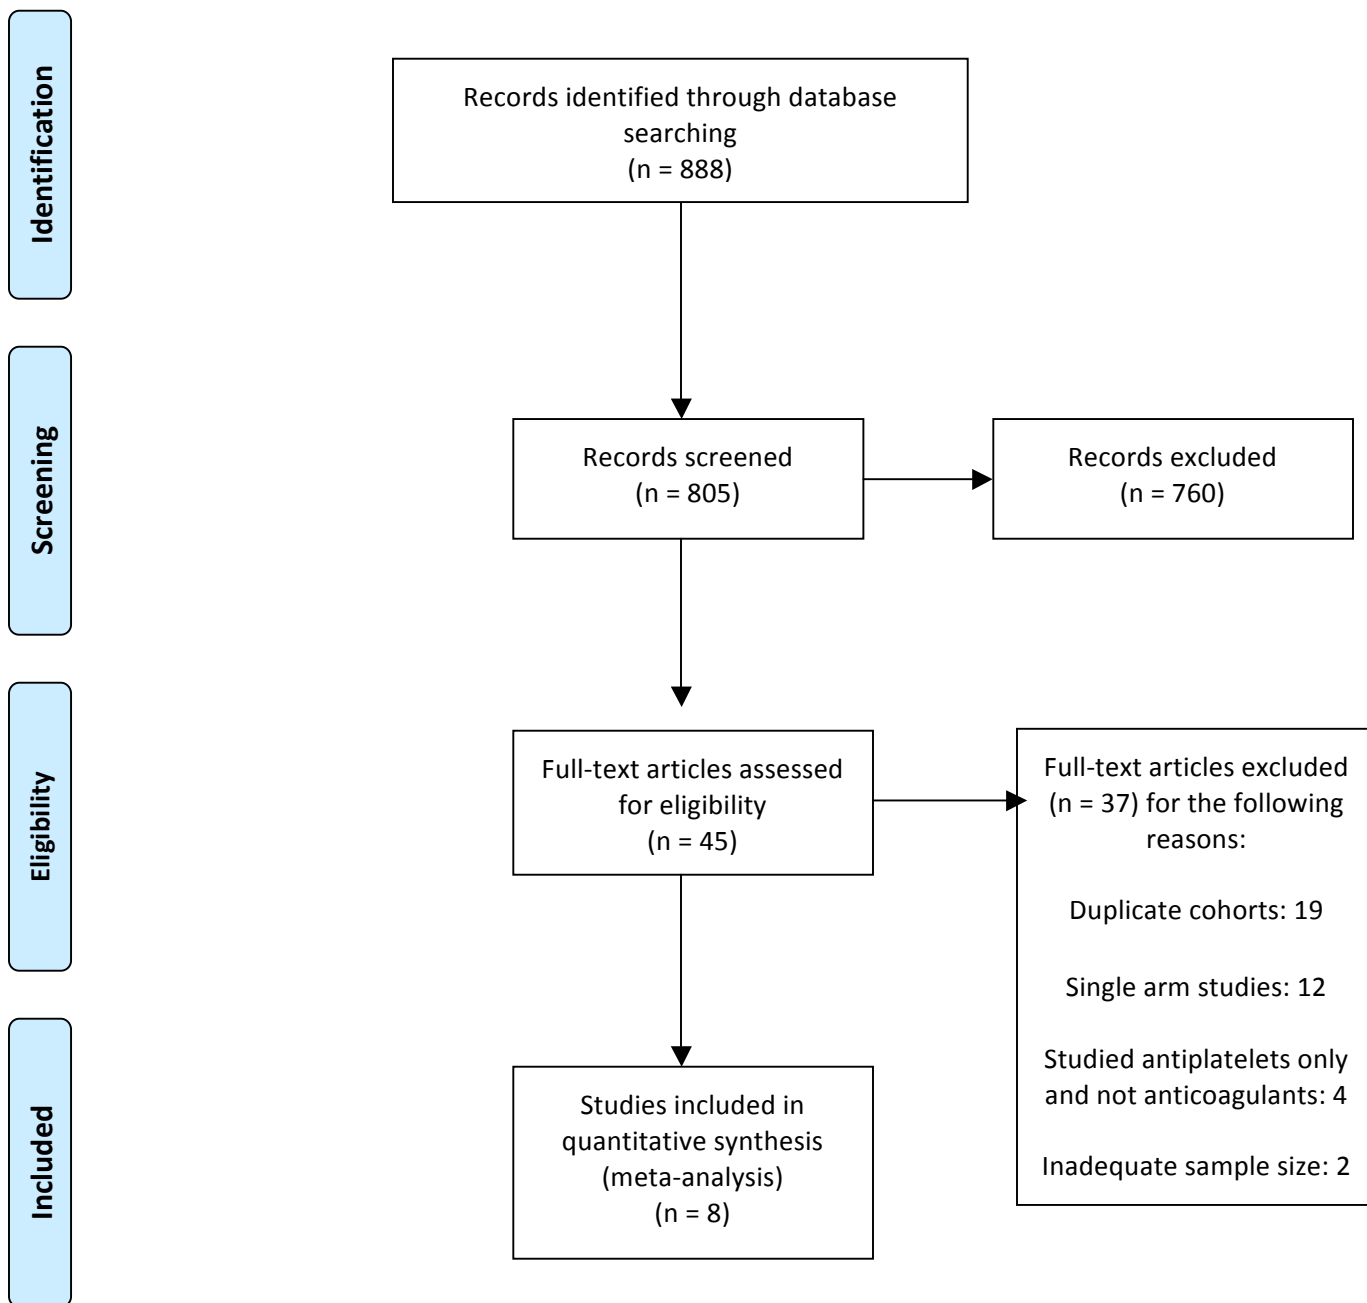 Identification
Records identified through database
searching
(n = 888)
Screening
Records screened
(n = 805)
Records excluded
(n = 760)
Eligibility
Full-text articles assessed
for eligibility
(n = 45)
Full-text articles excluded
(n = 37) for the following
reasons:
Duplicate cohorts: 19
Single arm studies: 12
Studied antiplatelets only
and not anticoagulants: 4
Inadequate sample size: 2
Included
Studies included in
quantitative synthesis
(meta-analysis)
(n = 8)